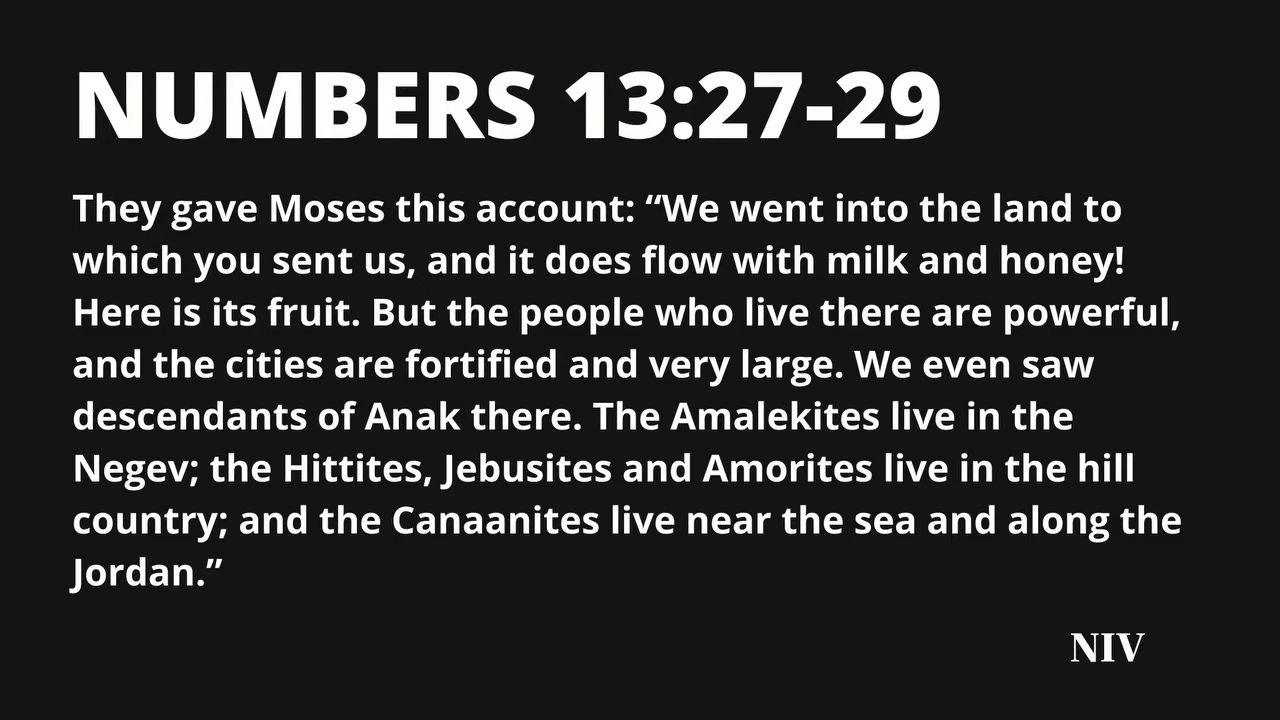 NUMBERS 13:27-29
They gave Moses this account: “We went into the land to
which you sent us, and it does flow with milk and honey!
Here is its fruit. But the people who live there are powerful,
and the cities are fortified and very large. We even saw
descendants of Anak there. The Amalekites live in the
Negev; the Hittites, Jebusites and Amorites live in the hill
country; and the Canaanites live near the sea and along the
Jordan.”
NIV